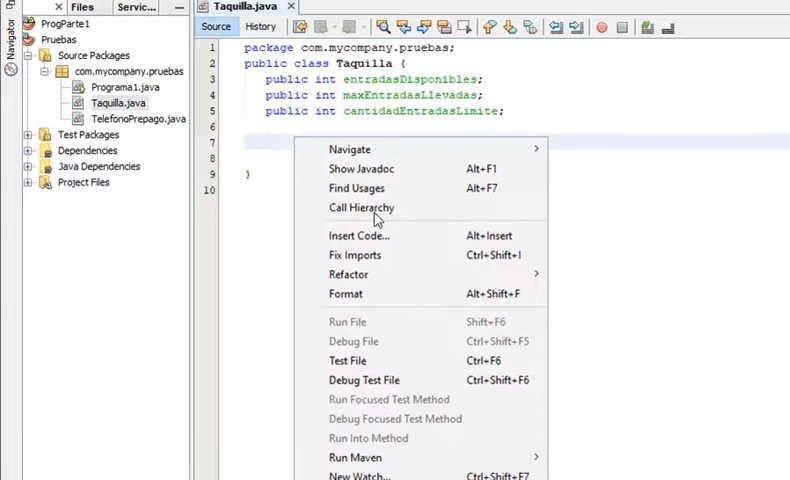 Files
Servic...
Navigator
ProgParte1
Pruebas
Source Packages
com.mycompany.pruebas
Programa1.java
Taquilla.java
TelefonoPrepago.java
Test Packages
Dependencies
Java Dependencies
Project Files
Taquilla.java
Source
History
1 package com.mycompany.pruebas;
2 public class Taquilla {
3 public int entradasDisponibles;
4 public int maxEntradasLlevadas;
5 public int cantidadEntradasLimite;
6
7
8
9 }
10
Navigate
Show Javadoc Alt+F1
Find Usages Alt+F7
Call Hierarchy
Insert Code... Alt+Insert
Fix Imports Ctrl+Shift+I
Refactor
Format Alt+Shift+F
Run File Shift+F6
Debug File Ctrl+Shift+F5
Test File Ctrl+F6
Debug Test File Ctrl+Shift+F6
Run Focused Test Method
Debug Focused Test Method
Run Into Method
Run Maven
New Watch... Ctrl+Shift+F7